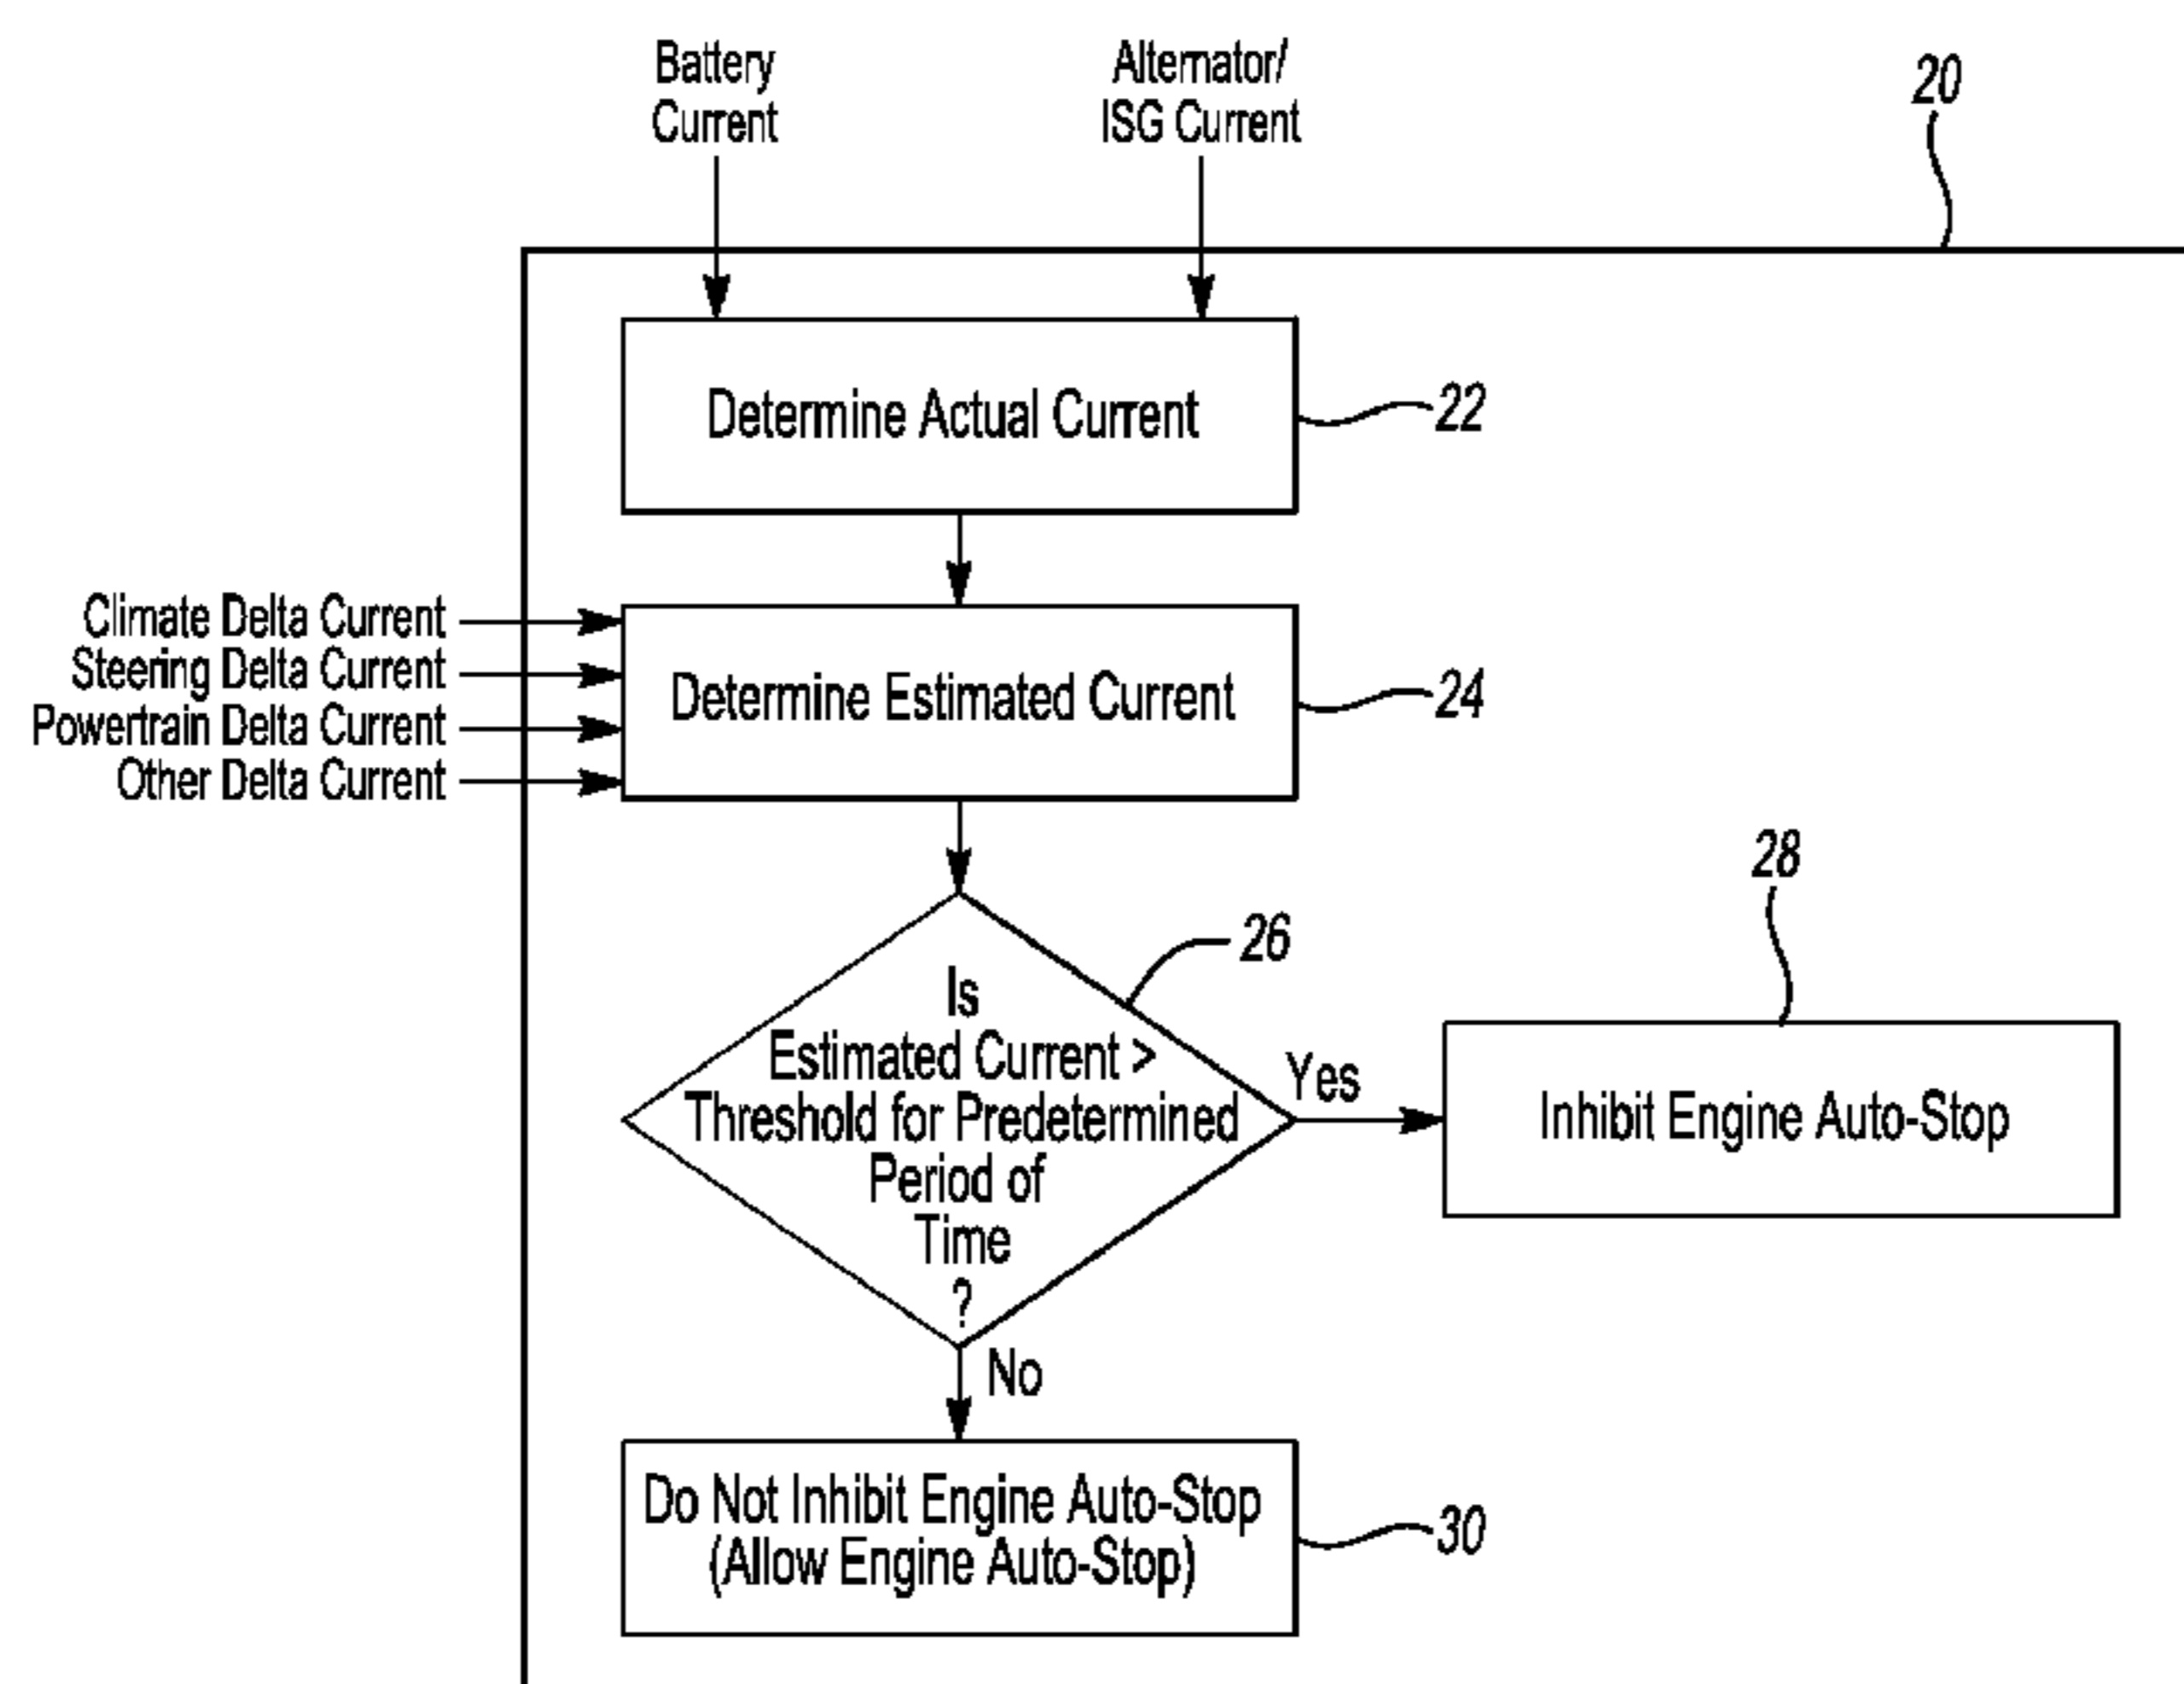 Battery
Current
Alternator/
ISG Current
20
Determine Actual Current
22
Climate Delta Current
Steering Delta Current
Powertrain Delta Current
Other Delta Current
Determine Estimated Current
24
26
28
Is
Estimated Current >
Threshold for Predetermined
Period of
Time
?
Yes
Inhibit Engine Auto-Stop
No
Do Not Inhibit Engine Auto-Stop
(Allow Engine Auto-Stop)
30